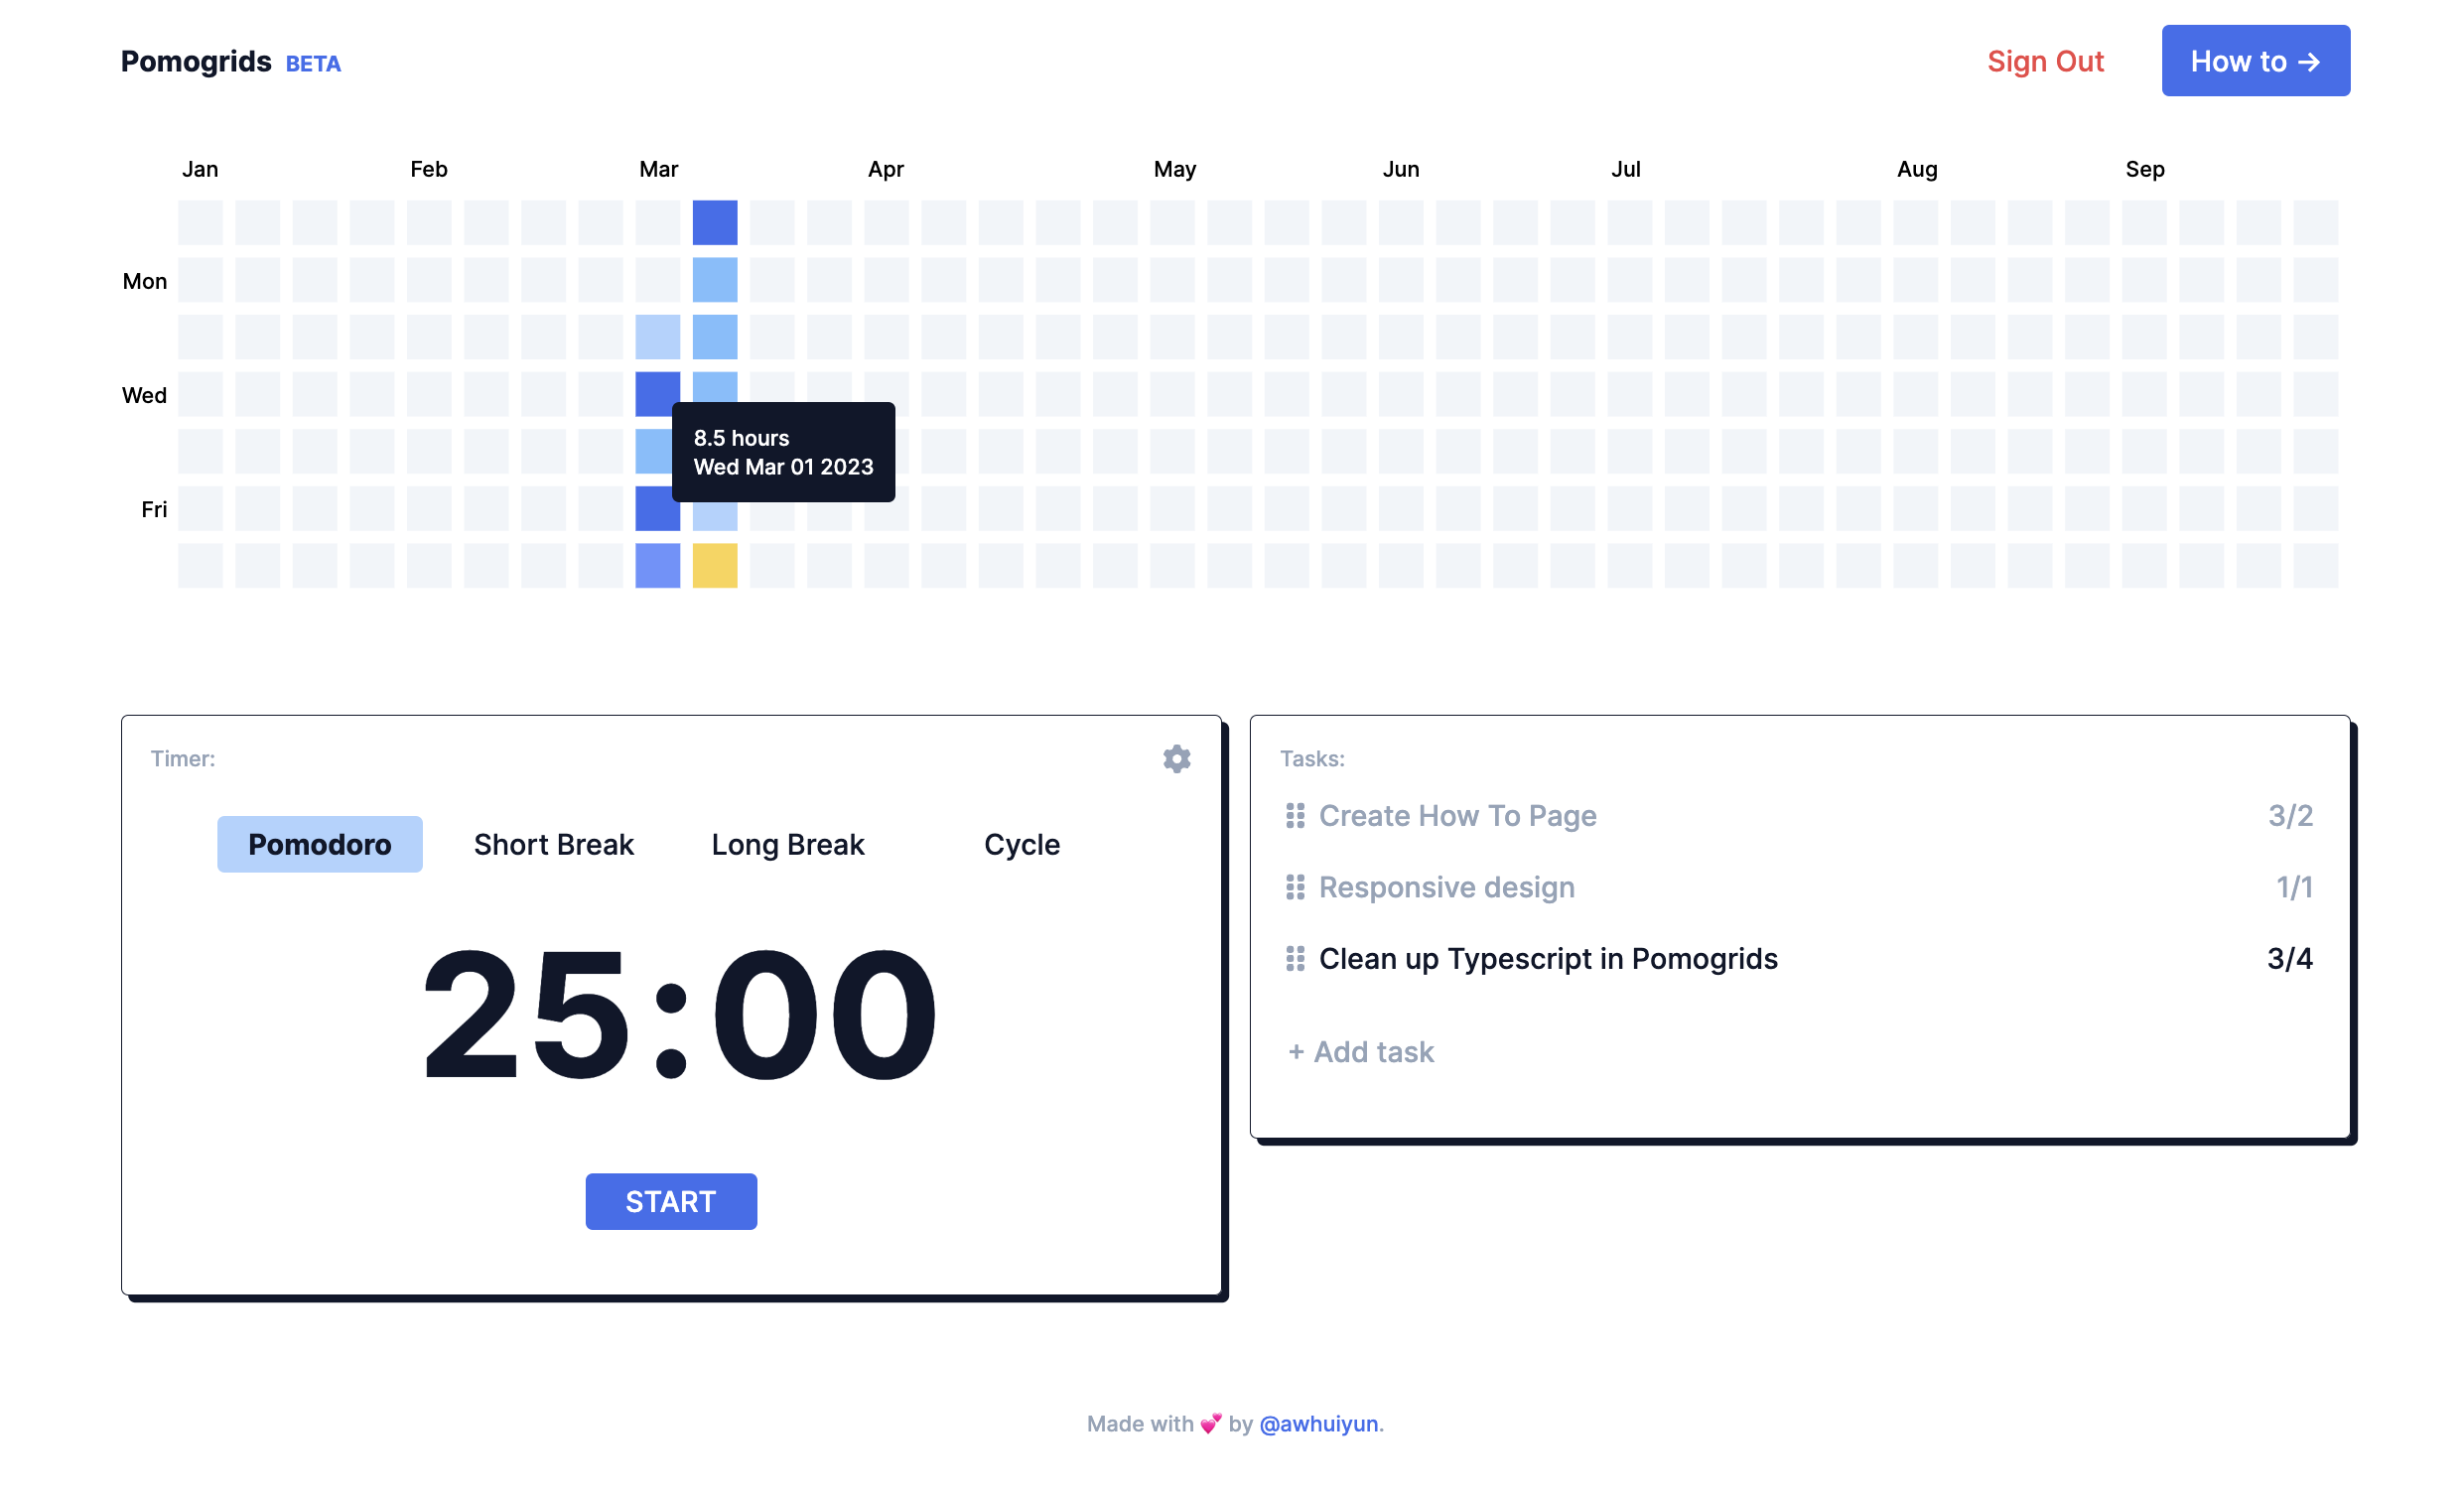 Pomogrids BETA
Sign Out
How to →
Jan Feb Mar Apr May Jun Jul Aug Sep
Mon
Wed
8.5 hours
Wed Mar 01 2023
Fri
Timer:
Pomodoro Short Break Long Break Cycle
25:00
START
Tasks:
Create How To Page 3/2
Responsive design 1/1
Clean up Typescript in Pomogrids 3/4
+ Add task
Made with 💕 by @awhuiyun.